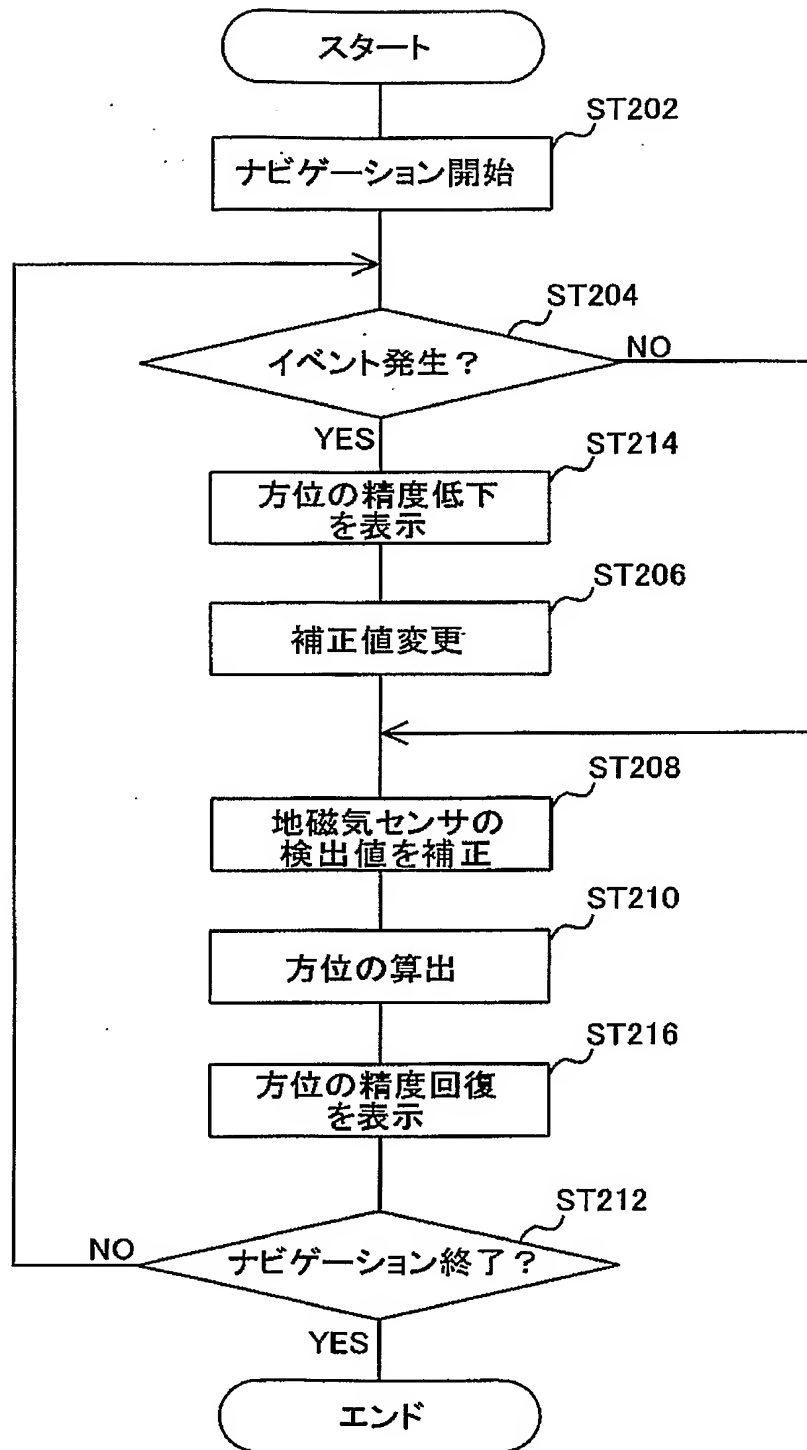 スタート
ST202
ナビゲーション開始
ST204
イベント発生？
NO
YES
ST214
方位の精度低下
を表示
ST206
補正値変更
ST208
地磁気センサの
検出値を補正
ST210
方位の算出
ST216
方位の精度回復
を表示
ST212
NO
ナビゲーション終了？
YES
エンド